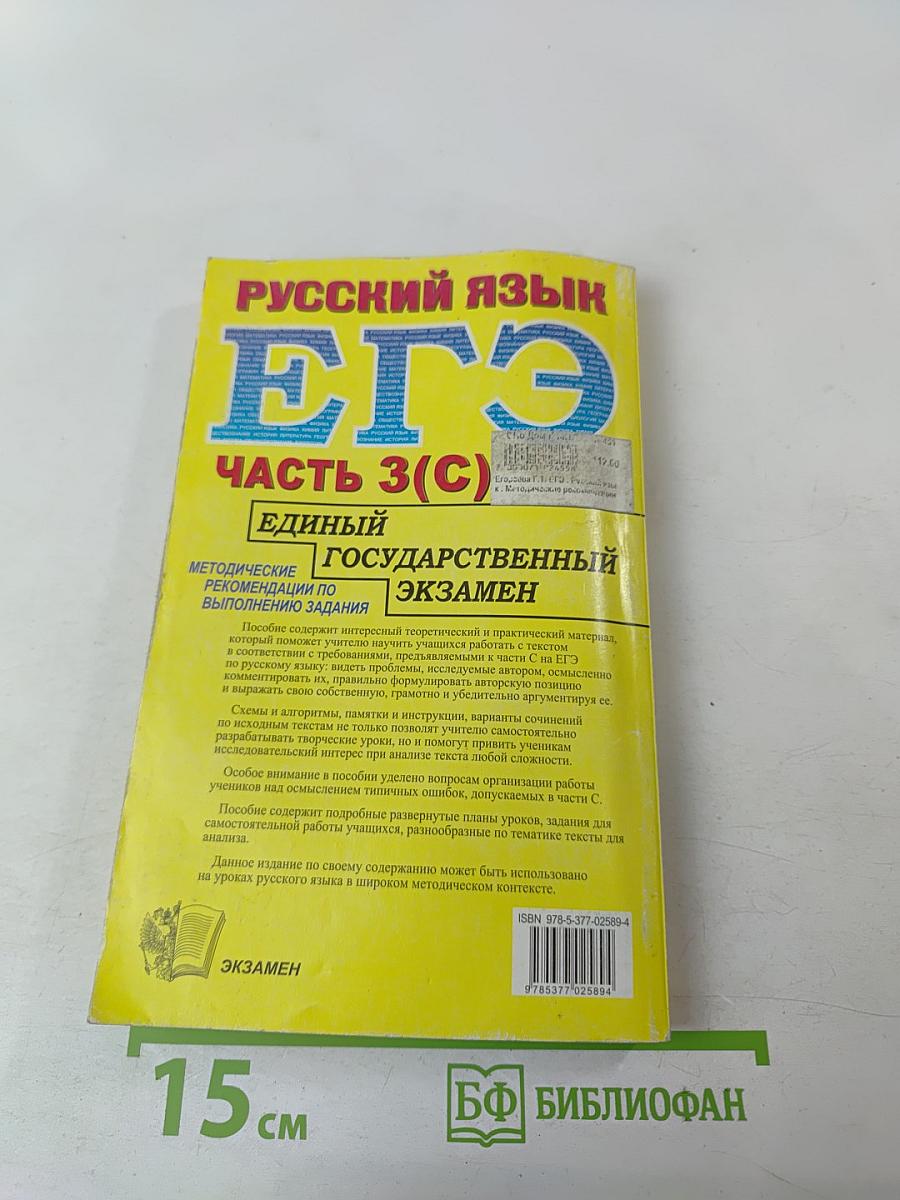 РУССКИЙ ЯЗЫК
ЕГЭ
ЧАСТЬ 3(С)
ЕДИНЫЙ
ГОСУДАРСТВЕННЫЙ
ЭКЗАМЕН
МЕТОДИЧЕСКИЕ
РЕКОМЕНДАЦИИ ПО
ВЫПОЛНЕНИЮ ЗАДАНИЯ
Пособие содержит интересный теоретический и практический материал,
который поможет учителю научить учащихся работать с текстом
в соответствии с требованиями, предъявляемыми к части С на ЕГЭ
по русскому языку: видеть проблемы, исследуемые автором, осмысленно
комментировать их, правильно формулировать авторскую позицию
и выражать свою собственную, грамотно и убедительно аргументируя ее.
Схемы и алгоритмы, памятки и инструкции, варианты сочинений
по исходным текстам не только позволят учителю самостоятельно
разрабатывать творческие уроки, но и помогут привить ученикам
исследовательский интерес при анализе текста любой сложности.
Особое внимание в пособии уделено вопросам организации работы
учеников над осмыслением типичных ошибок, допускаемых в части С.
Пособие содержит подробные развернутые планы уроков, задания для
самостоятельной работы учащихся, разнообразные по тематике тексты для
анализа.
Данное издание по своему содержанию может быть использовано
на уроках русского языка в широком методическом контексте.
ЭКЗАМЕН
ISBN 978-5-377-02589-4
9785377025894
15 см
БФ БИБЛИОФАН